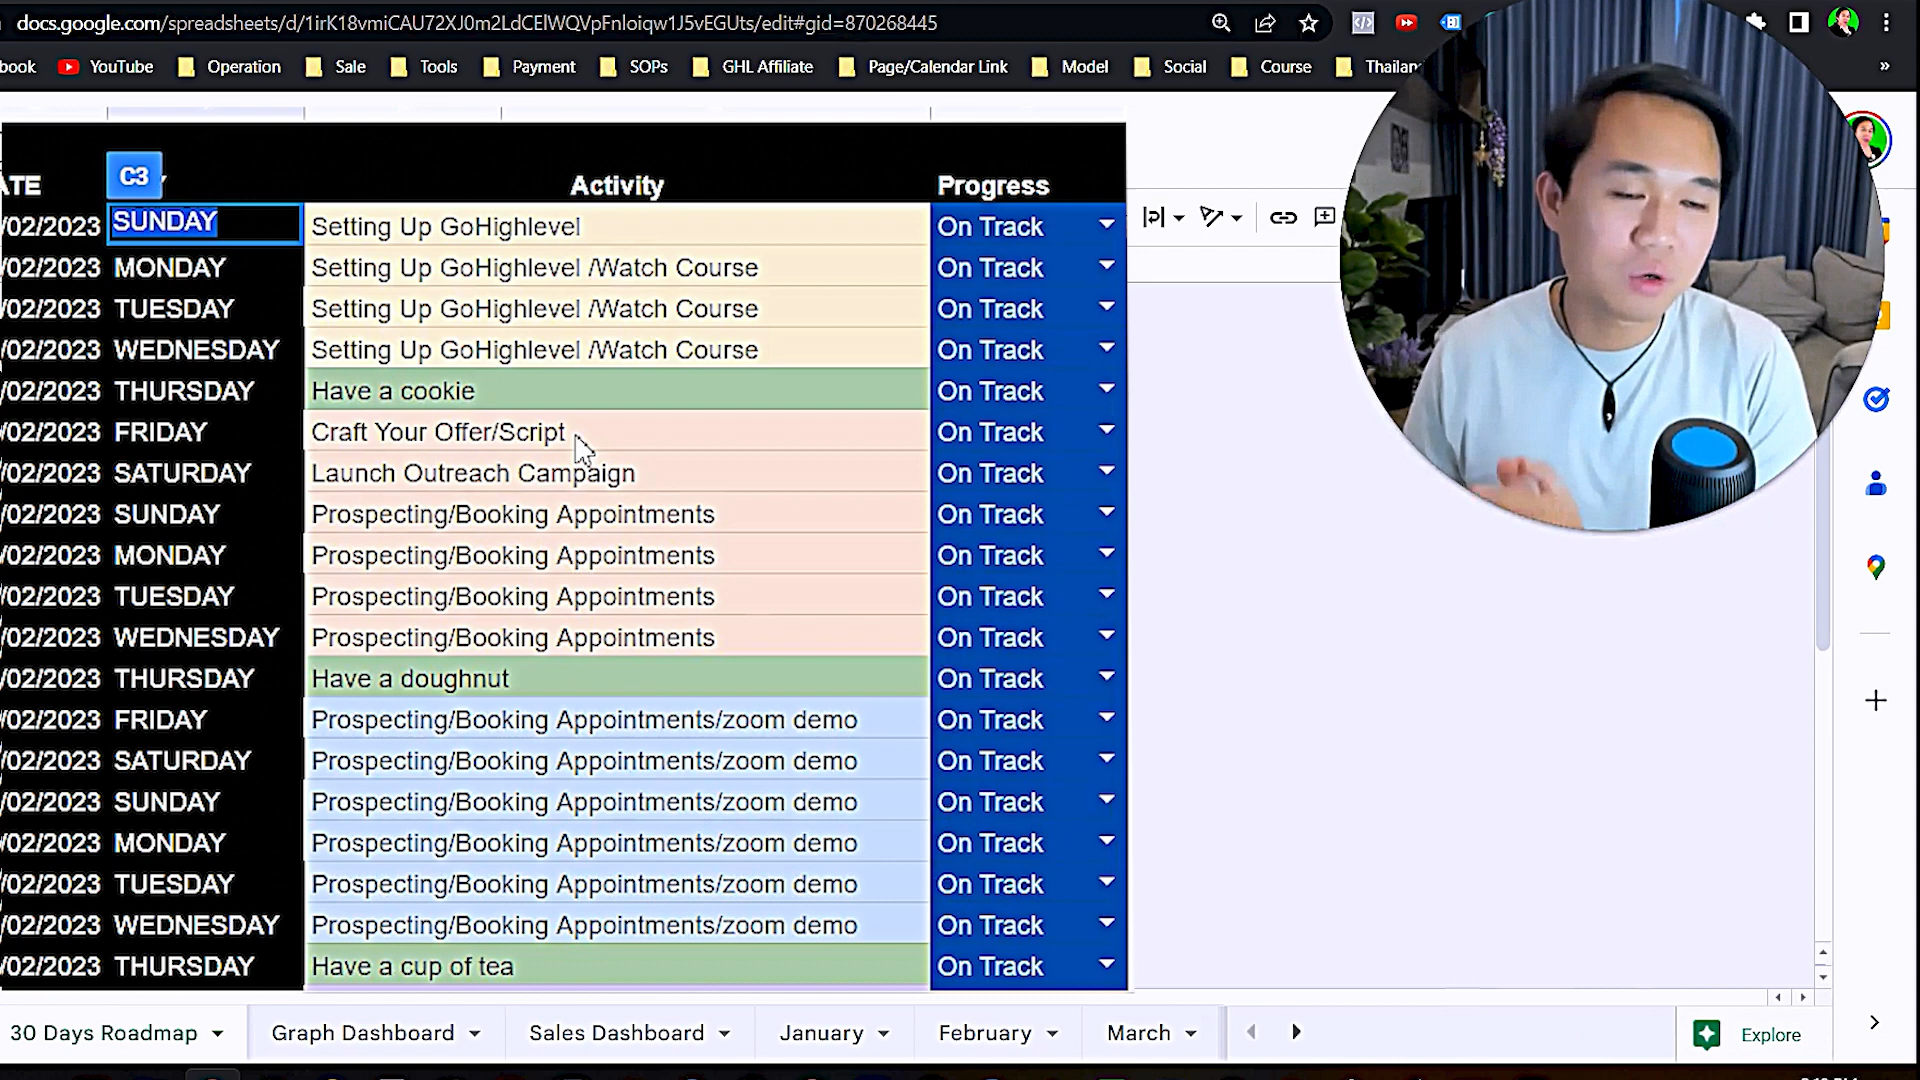 docs.google.com/spreadsheets/d/1irK18vmiCAU72XJ0m2LdCElWQVpFnloiqw1J5vEGUts/edit#gid=870268445
book YouTube Operation Sale Tools Payment SOPs GHL Affiliate Page/Calendar Link Model Social Course Thailan »
ATE C3 Activity Progress
/02/2023 SUNDAY Setting Up GoHighlevel On Track
/02/2023 MONDAY Setting Up GoHighlevel /Watch Course On Track
/02/2023 TUESDAY Setting Up GoHighlevel /Watch Course On Track
/02/2023 WEDNESDAY Setting Up GoHighlevel /Watch Course On Track
/02/2023 THURSDAY Have a cookie On Track
/02/2023 FRIDAY Craft Your Offer/Script On Track
/02/2023 SATURDAY Launch Outreach Campaign On Track
/02/2023 SUNDAY Prospecting/Booking Appointments On Track
/02/2023 MONDAY Prospecting/Booking Appointments On Track
/02/2023 TUESDAY Prospecting/Booking Appointments On Track
/02/2023 WEDNESDAY Prospecting/Booking Appointments On Track
/02/2023 THURSDAY Have a doughnut On Track
/02/2023 FRIDAY Prospecting/Booking Appointments/zoom demo On Track
/02/2023 SATURDAY Prospecting/Booking Appointments/zoom demo On Track
/02/2023 SUNDAY Prospecting/Booking Appointments/zoom demo On Track
/02/2023 MONDAY Prospecting/Booking Appointments/zoom demo On Track
/02/2023 TUESDAY Prospecting/Booking Appointments/zoom demo On Track
/02/2023 WEDNESDAY Prospecting/Booking Appointments/zoom demo On Track
/02/2023 THURSDAY Have a cup of tea On Track
30 Days Roadmap Graph Dashboard Sales Dashboard January February March Explore